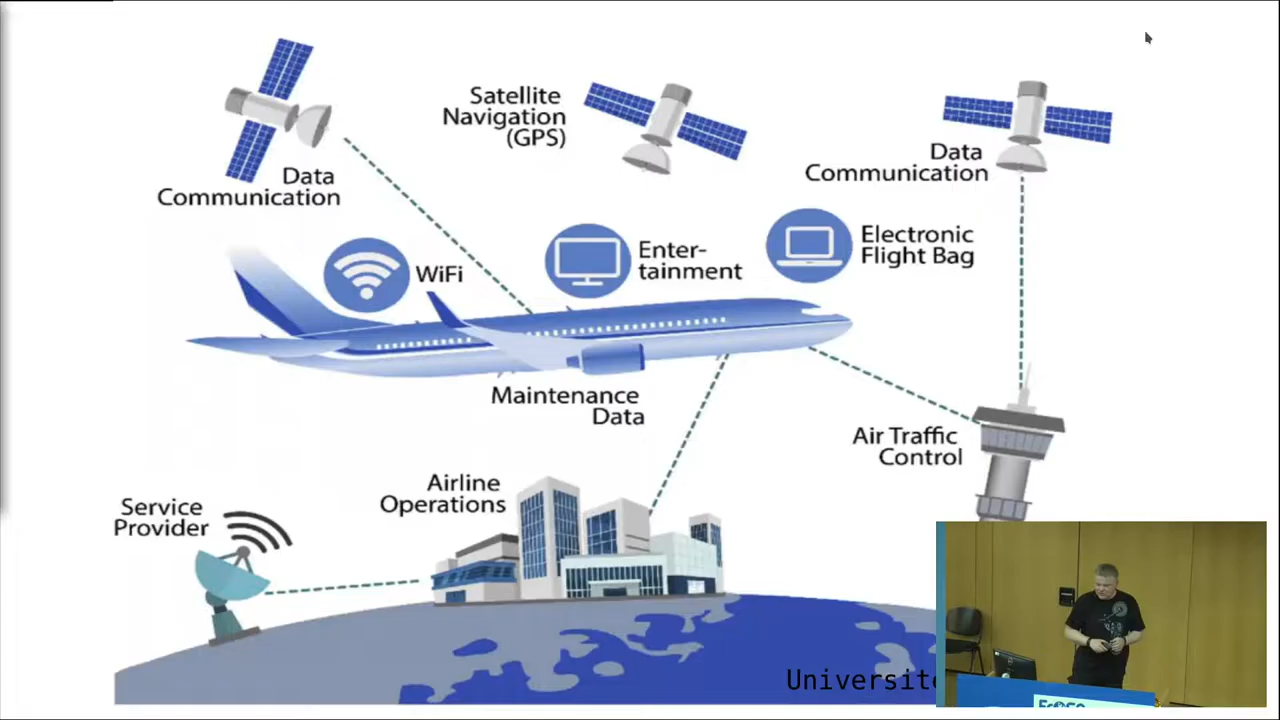 Satellite
Navigation
(GPS)
Data
Communication
Data
Communication
WiFi
Enter-
tainment
Electronic
Flight Bag
Maintenance
Data
Air Traffic
Control
Airline
Operations
Service
Provider